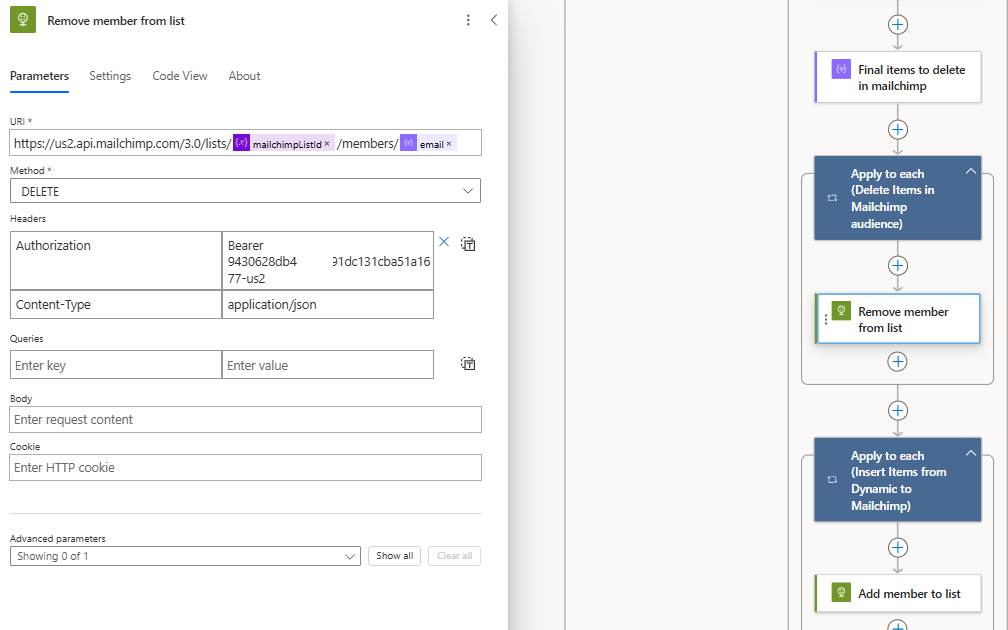 Remove member from list
Parameters Settings Code View About
URI *
https://us2.api.mailchimp.com/3.0/lists/ mailchimpListId × /members/ email ×
Method *
DELETE
Headers
Authorization
Bearer
9430628db4 91dc131cba51a16
77-us2
Content-Type
application/json
Queries
Enter key
Enter value
Body
Enter request content
Cookie
Enter HTTP cookie
Advanced parameters
Showing 0 of 1
Show all
Clear all
Final items to delete
in mailchimp
Apply to each
(Delete Items in
Mailchimp
audience)
Remove member
from list
Apply to each
(Insert Items from
Dynamic to
Mailchimp)
Add member to list